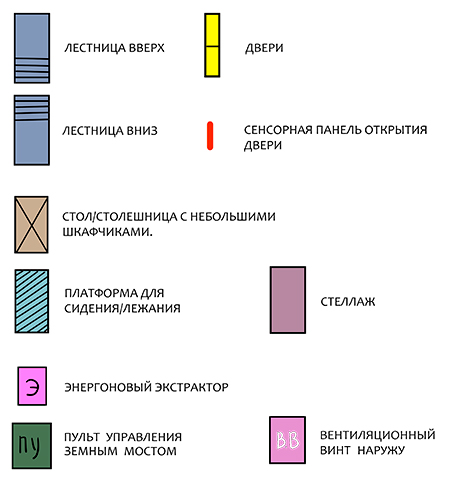 ЛЕСТНИЦА ВВЕРХ
ДВЕРИ
ЛЕСТНИЦА ВНИЗ
СЕНСОРНАЯ ПАНЕЛЬ ОТКРЫТИЯ
ДВЕРИ
СТОЛ/СТОЛЕШНИЦА С НЕБОЛЬШИМИ
ШКАФЧИКАМИ.
ПЛАТФОРМА ДЛЯ
СИДЕНИЯ/ЛЕЖАНИЯ
СТЕЛЛАЖ
Э
ЭНЕРГОНОВЫЙ ЭКСТРАКТОР
ПУ
ПУЛЬТ УПРАВЛЕНИЯ
ЗЕМНЫМ МОСТОМ
ВВ
ВЕНТИЛЯЦИОННЫЙ
ВИНТ НАРУЖУ